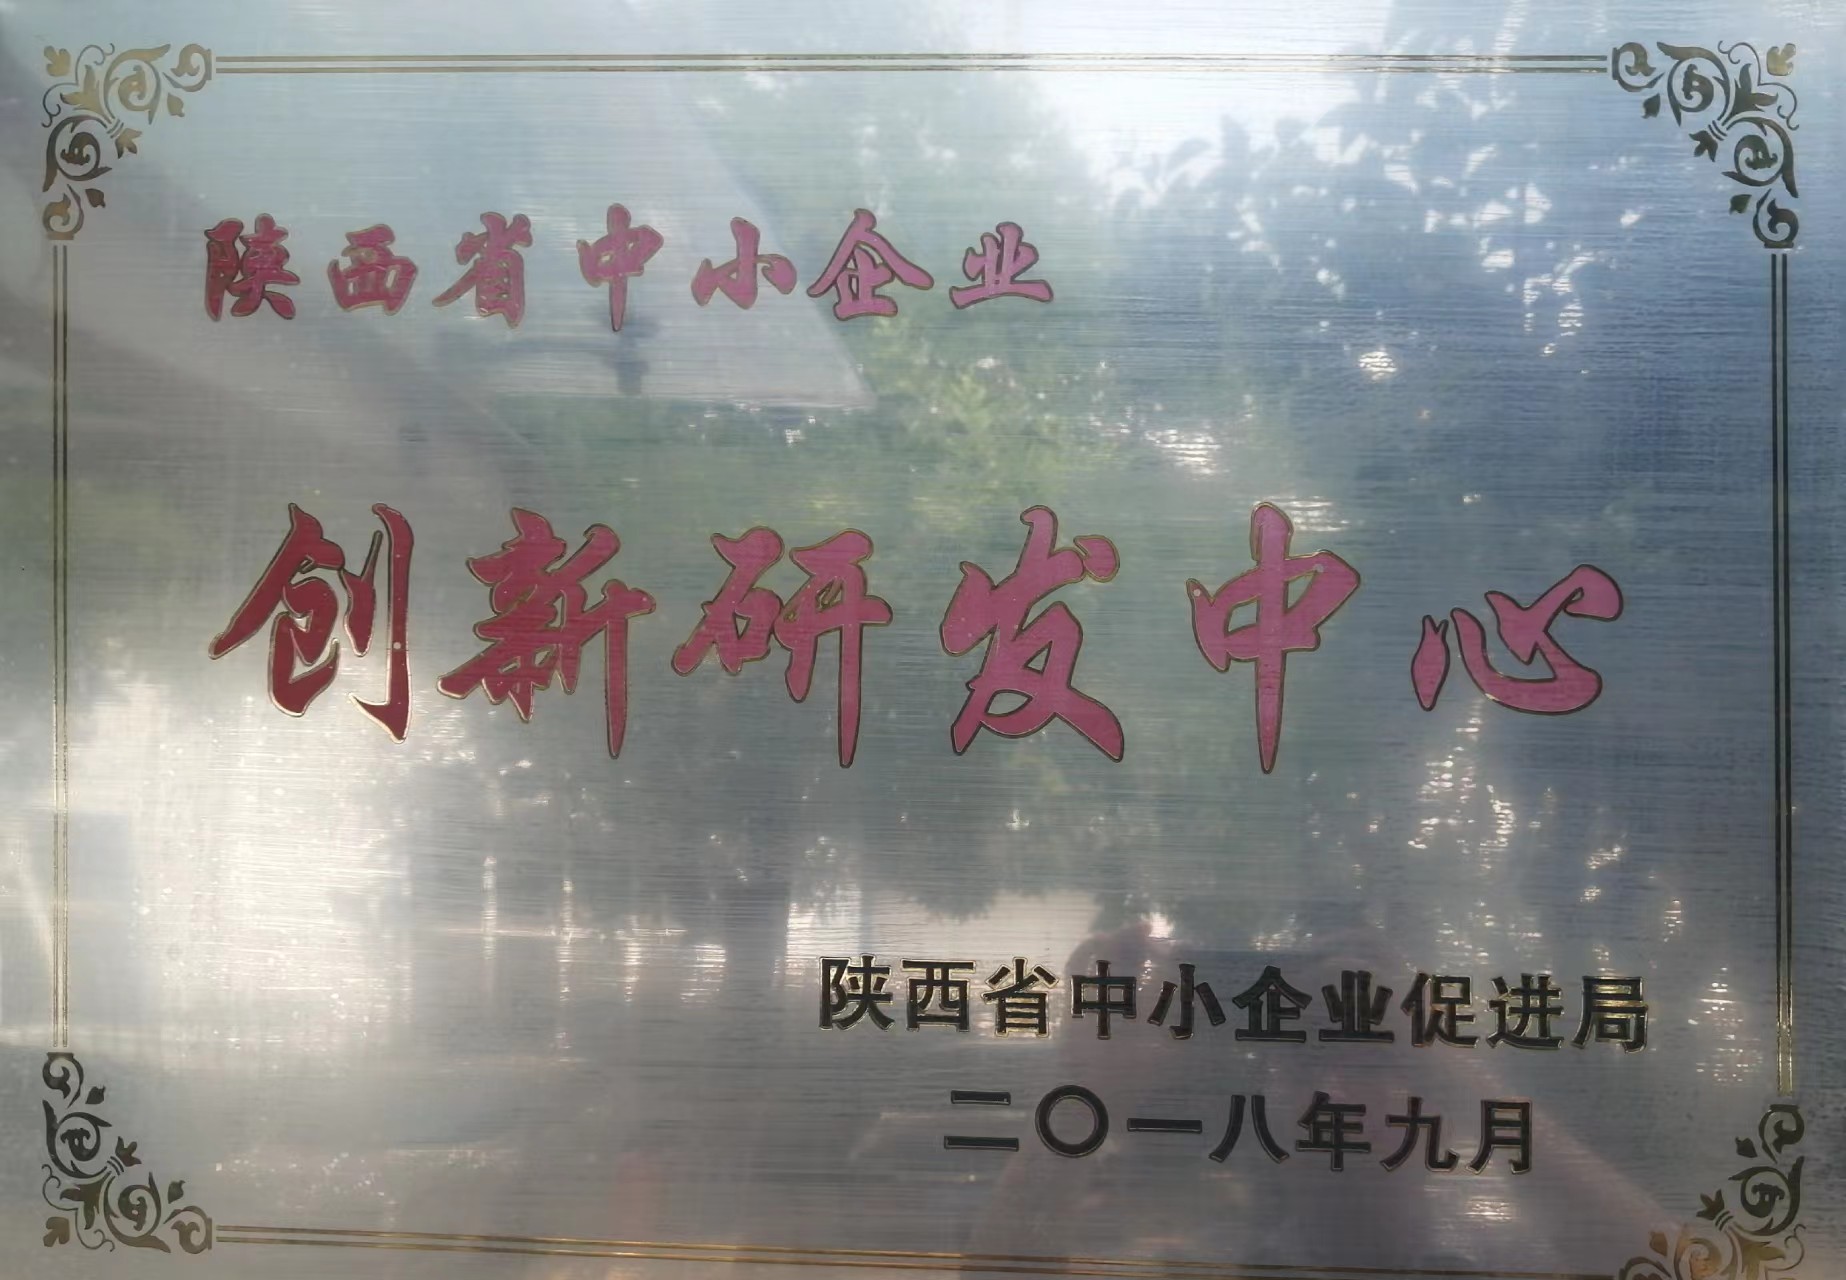 陕西省中小企业
创新研发中心
陕西省中小企业促进局
二〇一八年九月